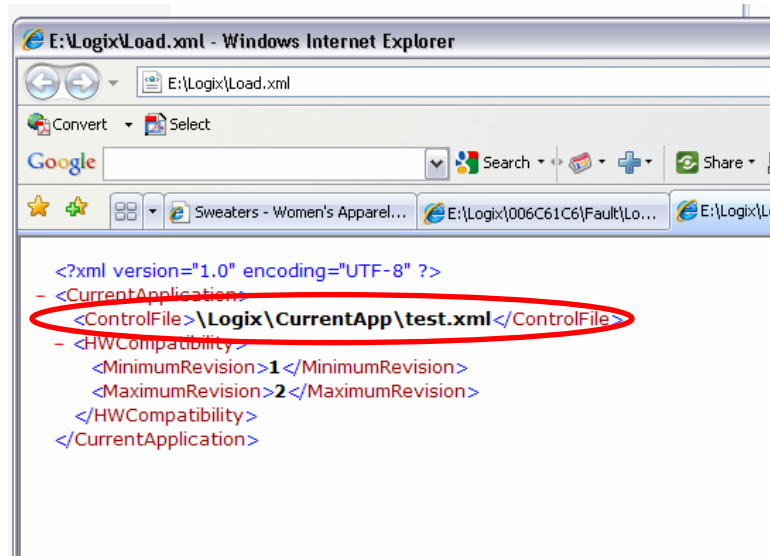 E:\Logix\Load.xml - Windows Internet Explorer
E:\Logix\Load.xml
Convert Select
Google Search Share
Sweaters - Women's Apparel... E:\Logix\006C61C6\Fault\Lo... E:\Logix\L
<?xml version="1.0" encoding="UTF-8" ?>
- <CurrentApplication>
<ControlFile>\Logix\CurrentApp\test.xml</ControlFile>
- <HWCompatibility>
<MinimumRevision>1</MinimumRevision>
<MaximumRevision>2</MaximumRevision>
</HWCompatibility>
</CurrentApplication>